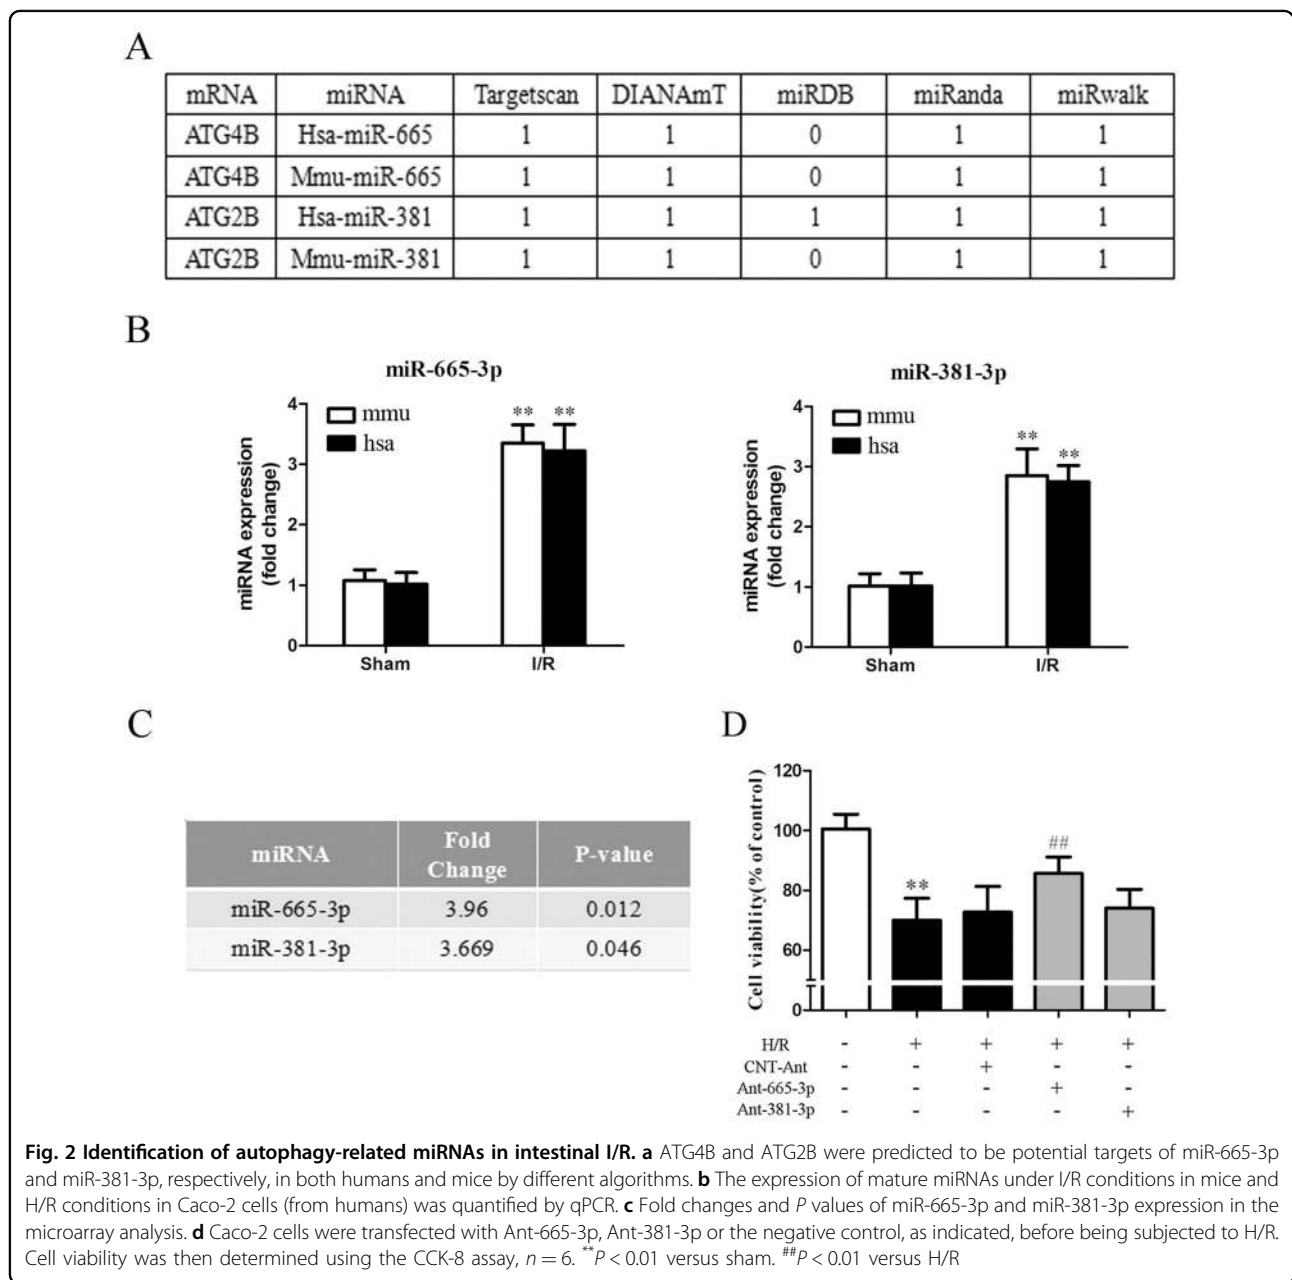 A
mRNA miRNA Targetscan DIANAmT miRDB miRanda miRwalk
ATG4B Hsa-miR-665 1 1 0 1 1
ATG4B Mmu-miR-665 1 1 0 1 1
ATG2B Hsa-miR-381 1 1 1 1 1
ATG2B Mmu-miR-381 1 1 0 1 1
B
miR-665-3p
miRNA expression
(fold change)
4
3
2
1
0
mmu
hsa
** **
Sham I/R
miR-381-3p
miRNA expression
(fold change)
4
3
2
1
0
mmu
hsa
** **
Sham I/R
C
miRNA Fold Change P-value
miR-665-3p 3.96 0.012
miR-381-3p 3.669 0.046
D
Cell viability(% of control)
120
100
80
60
0
**
##
H/R - + + + +
CNT-Ant - - + - -
Ant-665-3p - - - + -
Ant-381-3p - - - - +
Fig. 2 Identification of autophagy-related miRNAs in intestinal I/R. a ATG4B and ATG2B were predicted to be potential targets of miR-665-3p
and miR-381-3p, respectively, in both humans and mice by different algorithms. b The expression of mature miRNAs under I/R conditions in mice and
H/R conditions in Caco-2 cells (from humans) was quantified by qPCR. c Fold changes and P values of miR-665-3p and miR-381-3p expression in the
microarray analysis. d Caco-2 cells were transfected with Ant-665-3p, Ant-381-3p or the negative control, as indicated, before being subjected to H/R.
Cell viability was then determined using the CCK-8 assay, n = 6. **P < 0.01 versus sham. ##P < 0.01 versus H/R